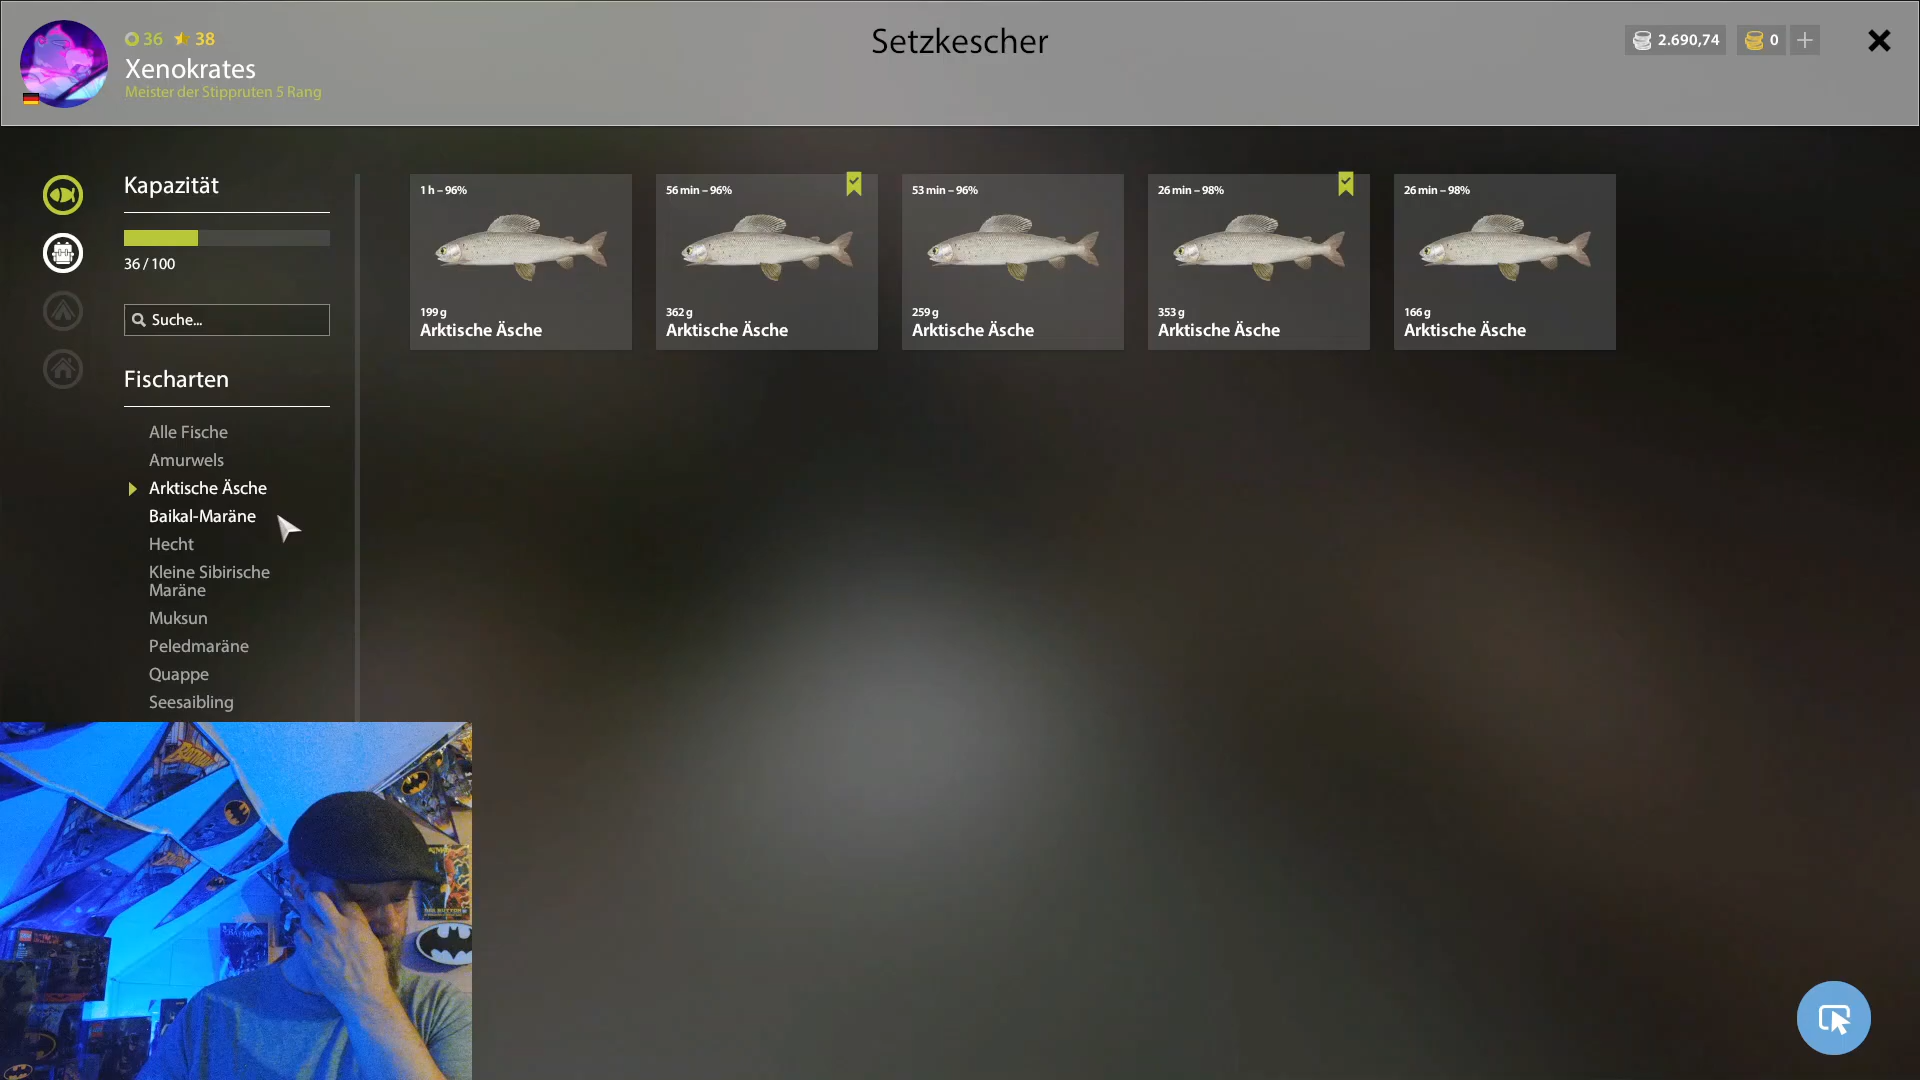 36 38
Xenokrates
Meister der Stippruten 5 Rang
Setzkescher
2.690,74 0
Kapazität
36 / 100
Suche...
Fischarten
Alle Fische
Amurwels
Arktische Äsche
Baikal-Maräne
Hecht
Kleine Sibirische
Maräne
Muksun
Peledmaräne
Quappe
Seesaibling
1 h – 96%
199 g
Arktische Äsche
56 min – 96%
362 g
Arktische Äsche
53 min – 96%
259 g
Arktische Äsche
26 min – 98%
353 g
Arktische Äsche
26 min – 98%
166 g
Arktische Äsche